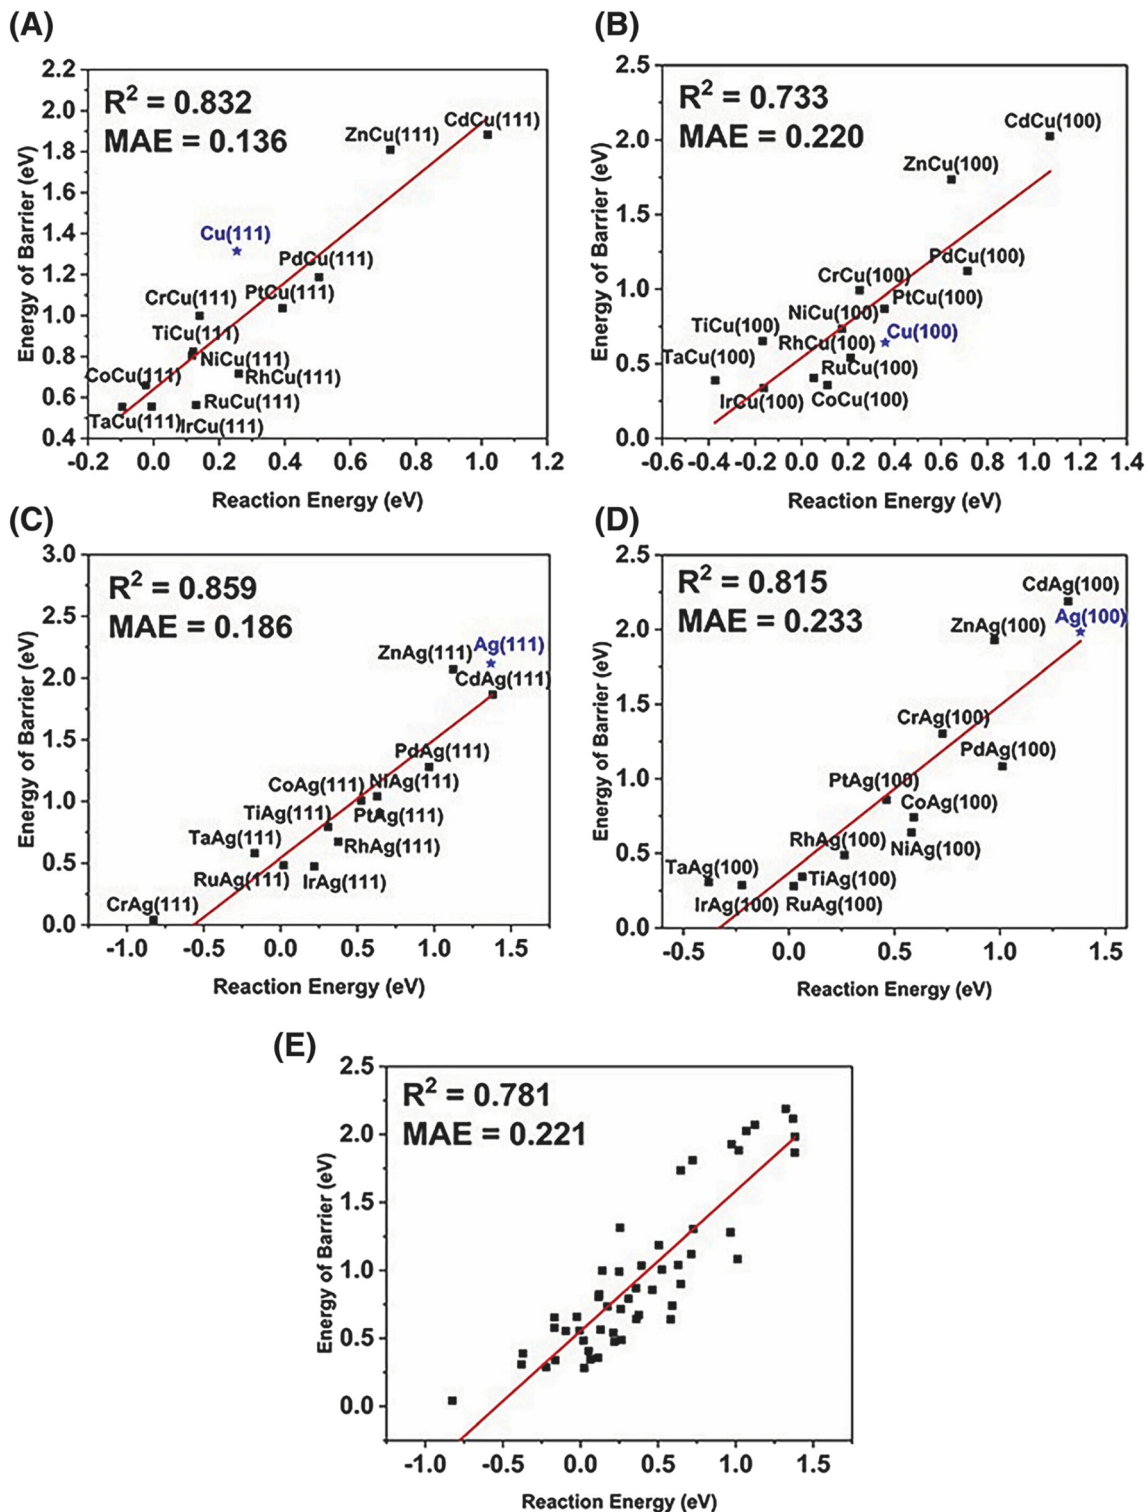 (A)
R² = 0.832
MAE = 0.136
CdCu(111)
ZnCu(111)
Cu(111)
PdCu(111)
PtCu(111)
CrCu(111)
TiCu(111)
NiCu(111)
RhCu(111)
CoCu(111)
RuCu(111)
TaCu(111)
IrCu(111)
2.2
2.0
1.8
1.6
1.4
1.2
1.0
0.8
0.6
0.4
-0.2 0.0 0.2 0.4 0.6 0.8 1.0 1.2
Energy of Barrier (eV)
Reaction Energy (eV)
(B)
R² = 0.733
MAE = 0.220
CdCu(100)
ZnCu(100)
PdCu(100)
CrCu(100)
PtCu(100)
NiCu(100)
Cu(100)
TiCu(100)
RhCu(100)
TaCu(100)
RuCu(100)
IrCu(100)
CoCu(100)
2.5
2.0
1.5
1.0
0.5
0.0
-0.6 -0.4 -0.2 0.0 0.2 0.4 0.6 0.8 1.0 1.2 1.4
Energy of Barrier (eV)
Reaction Energy (eV)
(C)
R² = 0.859
MAE = 0.186
Ag(111)
ZnAg(111)
CdAg(111)
PdAg(111)
NiAg(111)
CoAg(111)
PtAg(111)
TiAg(111)
RhAg(111)
TaAg(111)
RuAg(111)
IrAg(111)
CrAg(111)
3.0
2.5
2.0
1.5
1.0
0.5
0.0
-1.0 -0.5 0.0 0.5 1.0 1.5
Energy of Barrier (eV)
Reaction Energy (eV)
(D)
R² = 0.815
MAE = 0.233
CdAg(100)
Ag(100)
ZnAg(100)
CrAg(100)
PdAg(100)
PtAg(100)
CoAg(100)
NiAg(100)
RhAg(100)
TaAg(100)
TiAg(100)
IrAg(100)
RuAg(100)
2.5
2.0
1.5
1.0
0.5
0.0
-0.5 0.0 0.5 1.0 1.5
Energy of Barrier (eV)
Reaction Energy (eV)
(E)
R² = 0.781
MAE = 0.221
2.5
2.0
1.5
1.0
0.5
0.0
-1.0 -0.5 0.0 0.5 1.0 1.5
Energy of Barrier (eV)
Reaction Energy (eV)